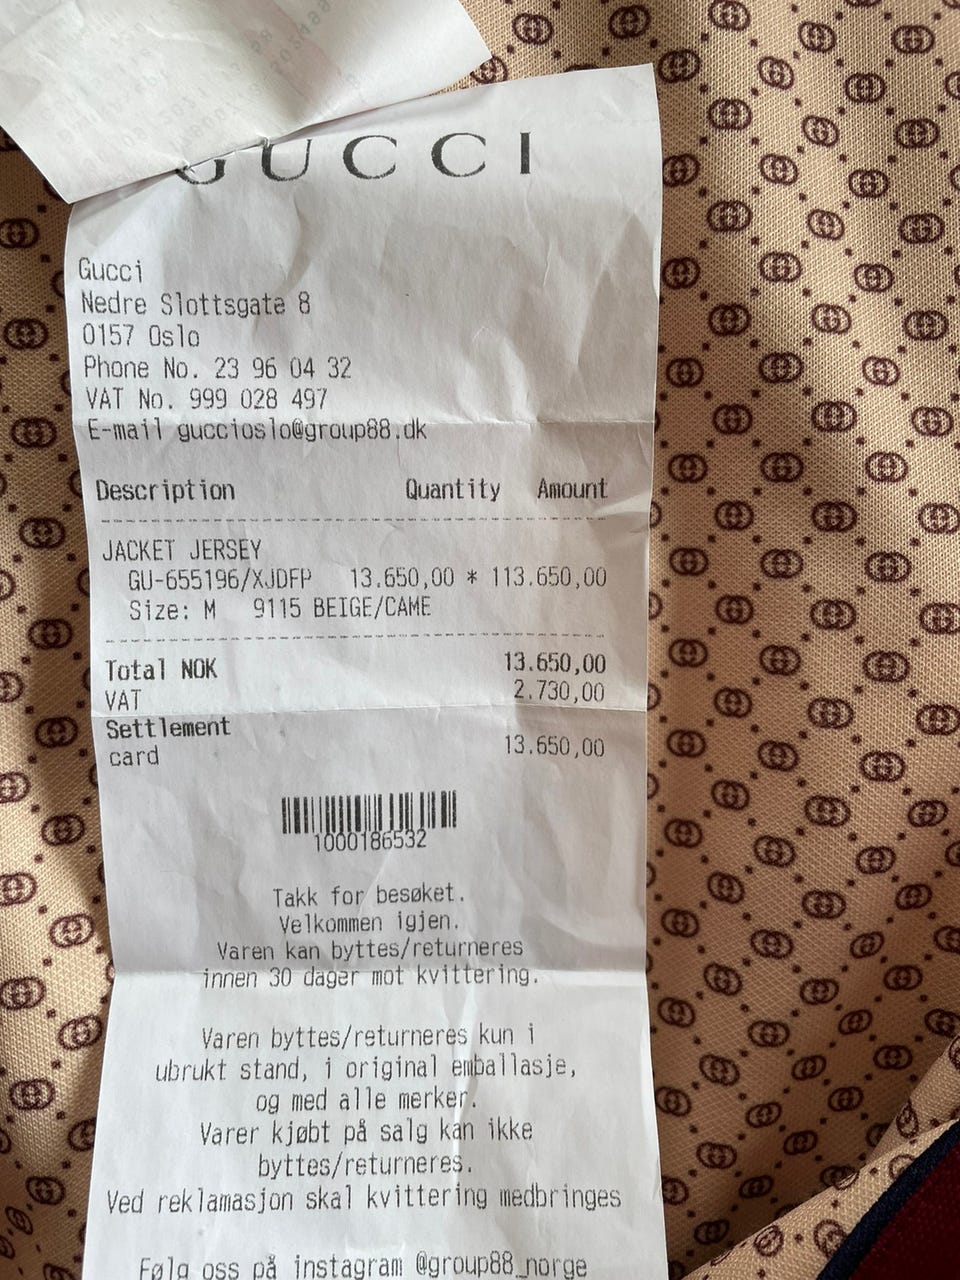 GUCCI
Gucci
Nedre Slottsgate 8
0157 Oslo
Phone No. 23 96 04 32
VAT No. 999 028 497
E-mail guccioslo@group88.dk
Description Quantity Amount
JACKET JERSEY
GU-655196/XJDFP 13.650,00 * 113.650,00
Size: M 9115 BEIGE/CAME
Total NOK 13.650,00
VAT 2.730,00
Settlement
card 13.650,00
1000186532
Takk for besøket.
Velkommen igjen.
Varen kan byttes/returneres
innen 30 dager mot kvittering.
Varen byttes/returneres kun i
ubrukt stand, i original emballasje,
og med alle merker.
Varer kjøbt på salg kan ikke
byttes/returneres.
Ved reklamasjon skal kvittering medbringes
Følg oss på instagram @group88_norge